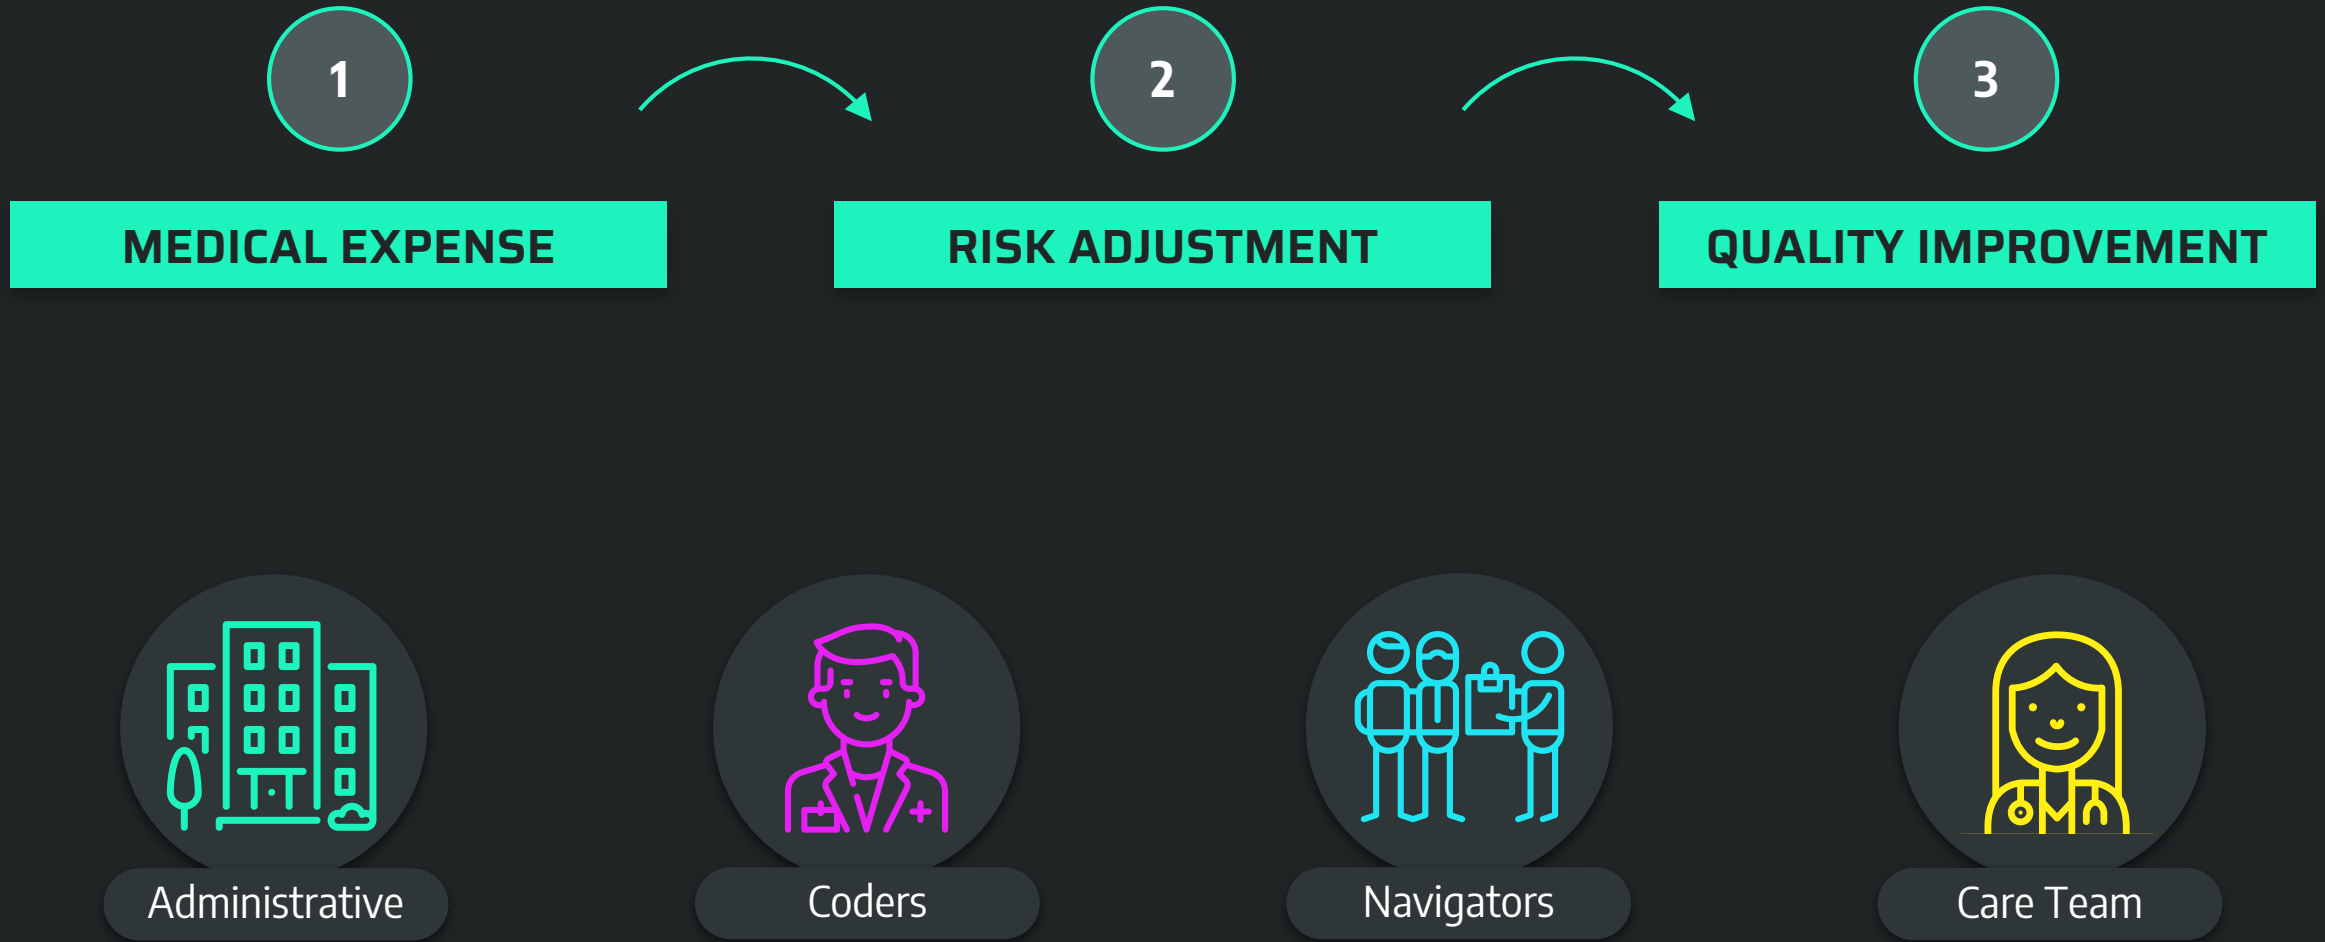 1
2
3
MEDICAL EXPENSE
RISK ADJUSTMENT
QUALITY IMPROVEMENT
Administrative
Coders
Navigators
Care Team